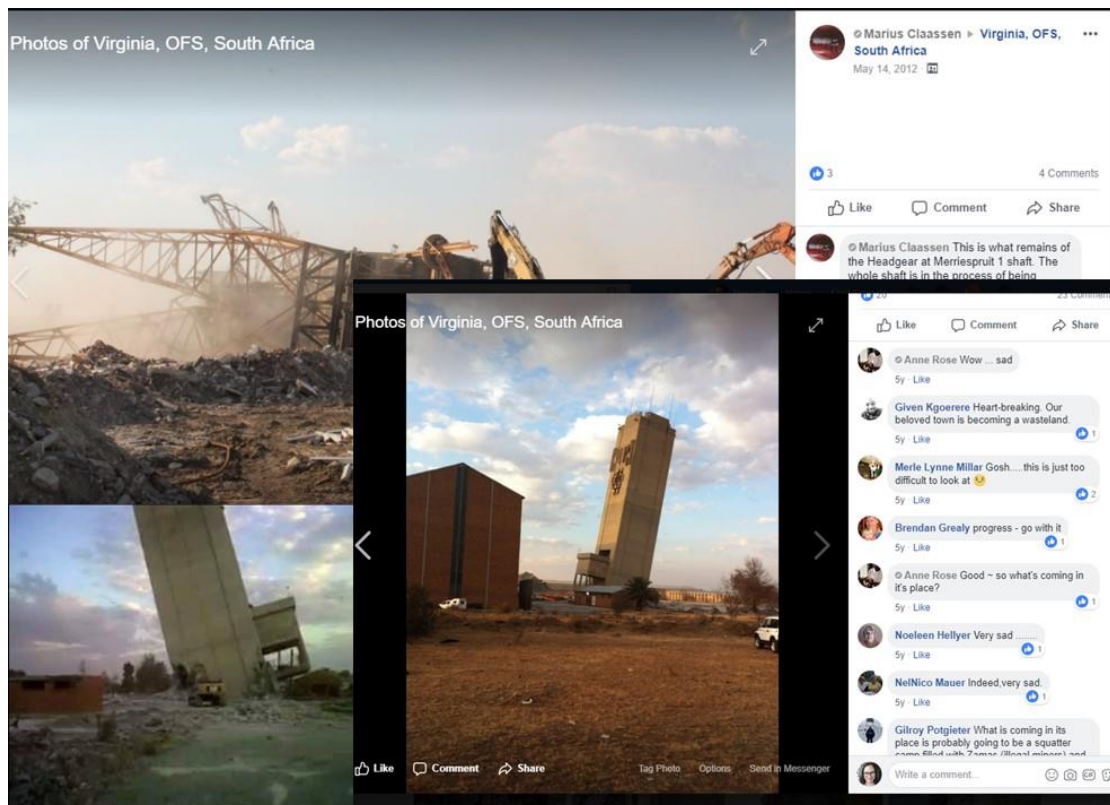 Photos of Virginia, OFS, South Africa
Marius Claassen ▸ Virginia, OFS,
South Africa
May 14, 2012
3
4 Comments
Like Comment Share
Marius Claassen This is what remains of
the Headgear at Merriespruit 1 shaft. The
whole shaft is in the process of being
Photos of Virginia, OFS, South Africa
Like Comment Share
Anne Rose Wow ... sad
5y · Like
Given Kgoerere Heart-breaking. Our
beloved town is becoming a wasteland.
5y · Like
1
Merle Lynne Millar Gosh.....this is just too
difficult to look at
5y · Like
2
Brendan Grealy progress - go with it
5y · Like
1
Anne Rose Good ~ so what's coming in
it's place?
5y · Like
1
Noeleen Hellyer Very sad ........
5y · Like
1
NelNico Mauer Indeed,very sad.
5y · Like
1
Gilroy Potgieter What is coming in its
place is probably going to be a squatter
camp filled with Zamas (illegal miners) and
Like Comment Share
Tag Photo Options Send in Messenger
Write a comment...